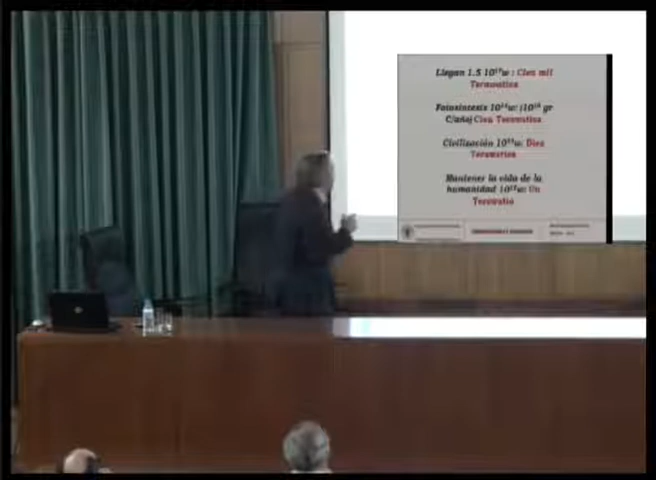 Llegan 1.5 10¹⁷w : Cien mil
Terawatios
Fotosíntesis 10¹⁴w: (10¹⁷ gr
C/año) Cien Terawatios
Civilización 10¹³w: Diez
Terawatios
Mantener la vida de la
humanidad 10¹²w: Un
Terawatio